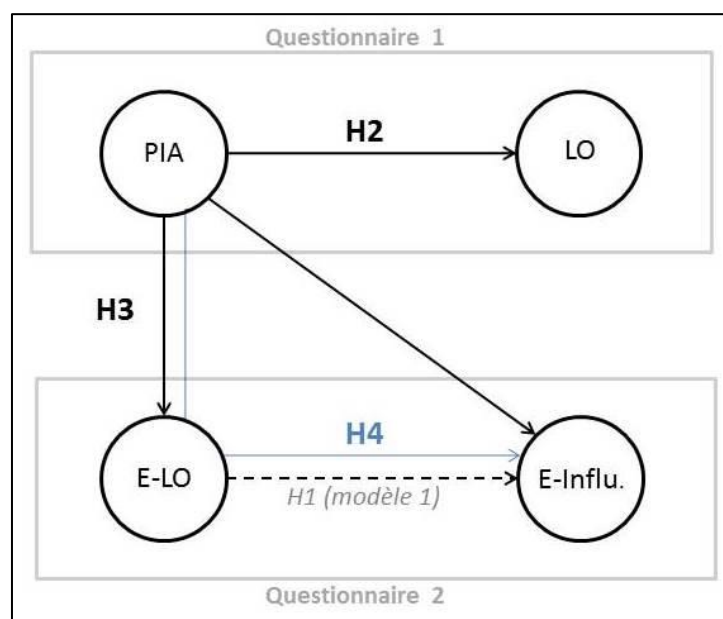 Questionnaire 1
H2
PIA
LO
H3
H4
E-LO
E-Influ.
H1 (modèle 1)
Questionnaire 2